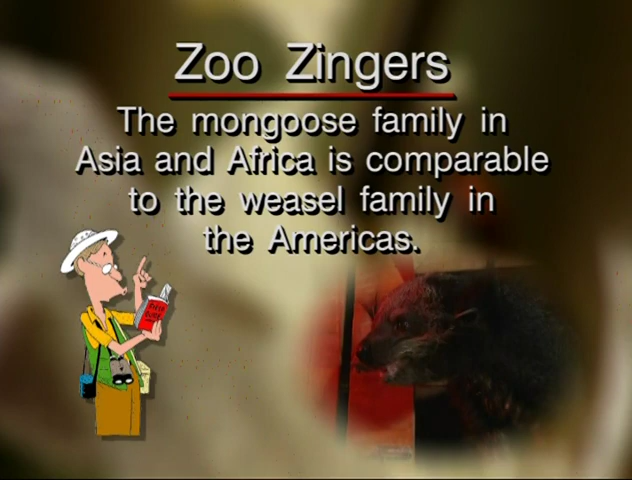 Zoo Zingers
The mongoose family in
Asia and Africa is comparable
to the weasel family in
the Americas.